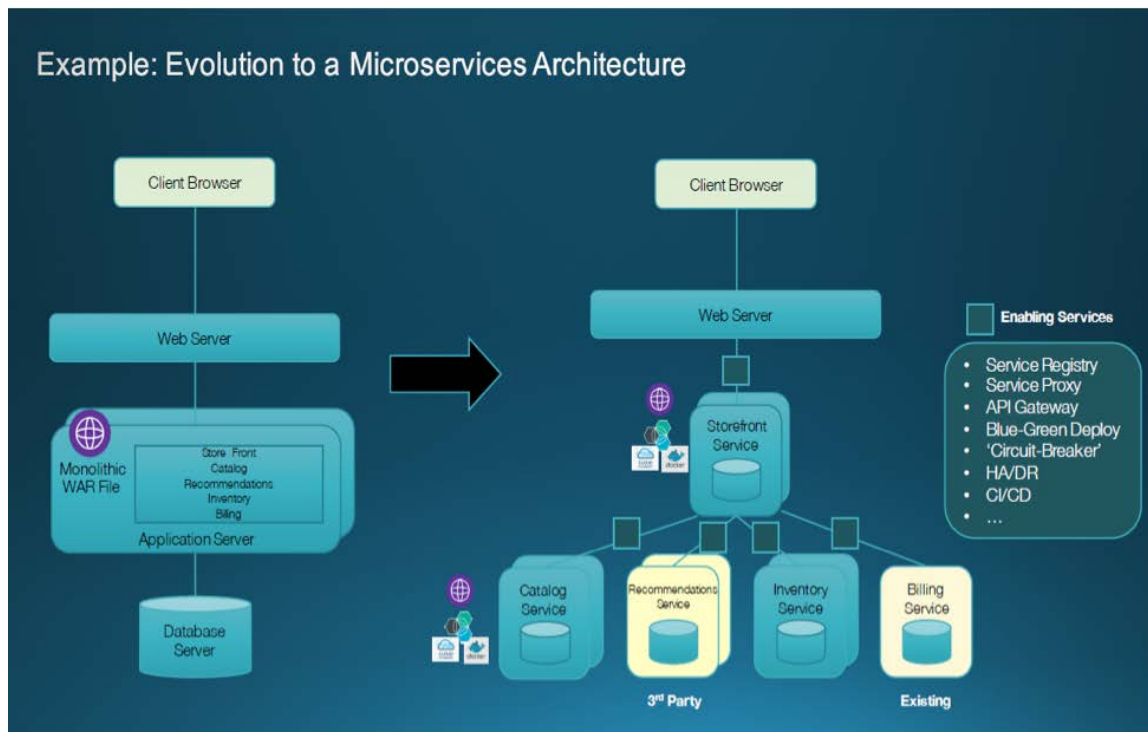 Example: Evolution to a Microservices Architecture
Client Browser
Web Server
Monolithic
WAR File
Store Front
Catalog
Recommendations
Inventory
Billing
Application Server
Database
Server
Client Browser
Web Server
Storefront
Service
docker
Catalog
Service
docker
Recommendations
Service
3rd Party
Inventory
Service
Billing
Service
Existing
Enabling Services
• Service Registry
• Service Proxy
• API Gateway
• Blue-Green Deploy
• ‘Circuit-Breaker’
• HA/DR
• CI/CD
• …